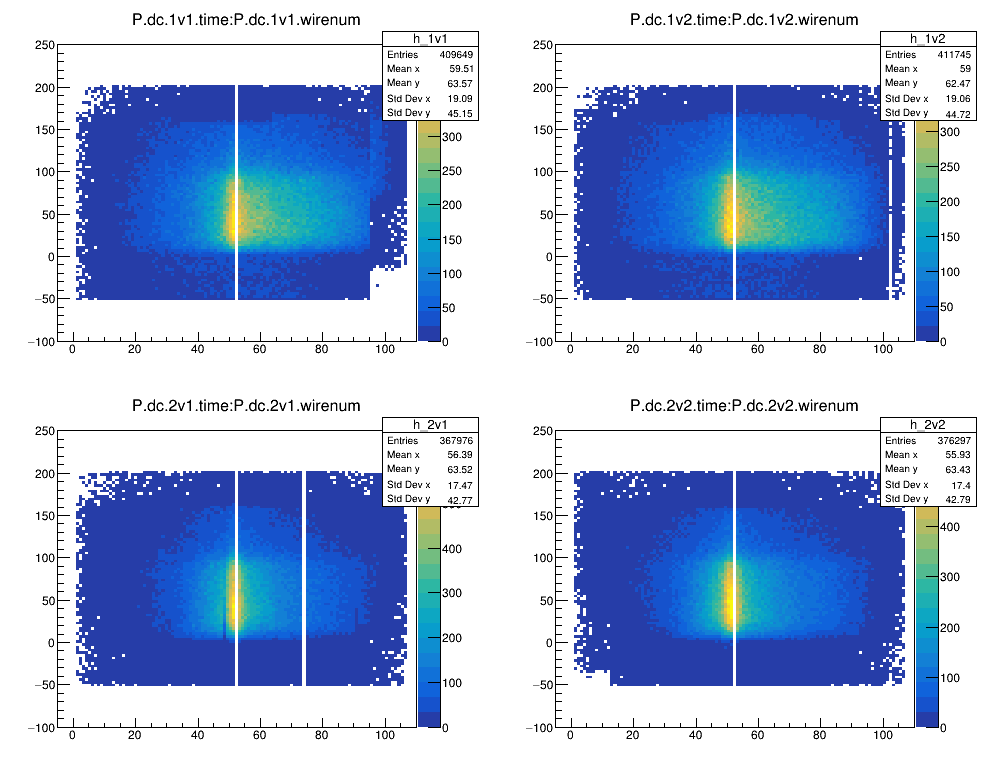 P.dc.1v1.time:P.dc.1v1.wirenum
h_1v1
Entries 409649
Mean x 59.51
Mean y 63.57
Std Dev x 19.09
Std Dev y 45.15
250
200
150
100
50
0
−50
−100
0 20 40 60 80 100
300
250
200
150
100
50
0
P.dc.1v2.time:P.dc.1v2.wirenum
h_1v2
Entries 411745
Mean x 59
Mean y 62.47
Std Dev x 19.06
Std Dev y 44.72
250
200
150
100
50
0
−50
−100
0 20 40 60 80 100
300
250
200
150
100
50
0
P.dc.2v1.time:P.dc.2v1.wirenum
h_2v1
Entries 367976
Mean x 56.39
Mean y 63.52
Std Dev x 17.47
Std Dev y 42.77
250
200
150
100
50
0
−50
−100
0 20 40 60 80 100
400
300
200
100
0
P.dc.2v2.time:P.dc.2v2.wirenum
h_2v2
Entries 376297
Mean x 55.93
Mean y 63.43
Std Dev x 17.4
Std Dev y 42.79
250
200
150
100
50
0
−50
−100
0 20 40 60 80 100
400
300
200
100
0